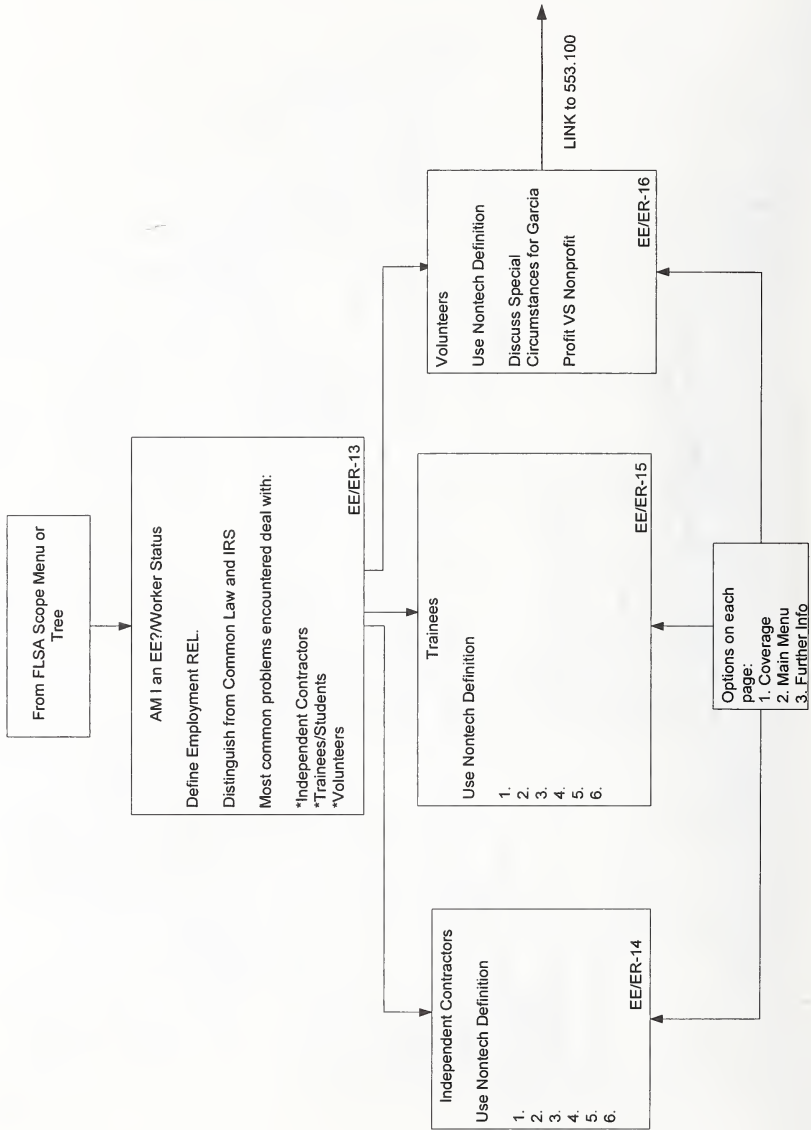 From FLSA Scope Menu or
Tree
AM I an EE?/Worker Status
Define Employment REL.
Distinguish from Common Law and IRS
Most common problems encountered deal with:
*Independent Contractors
*Trainees/Students
*Volunteers
EE/ER-13
Independent Contractors
Use Nontech Definition
1.
2.
3.
4.
5.
6.
EE/ER-14
Trainees
Use Nontech Definition
1.
2.
3.
4.
5.
6.
EE/ER-15
Volunteers
Use Nontech Definition
Discuss Special
Circumstances for Garcia
Profit VS Nonprofit
EE/ER-16
LINK to 553.100
Options on each
page:
1. Coverage
2. Main Menu
3. Further Info